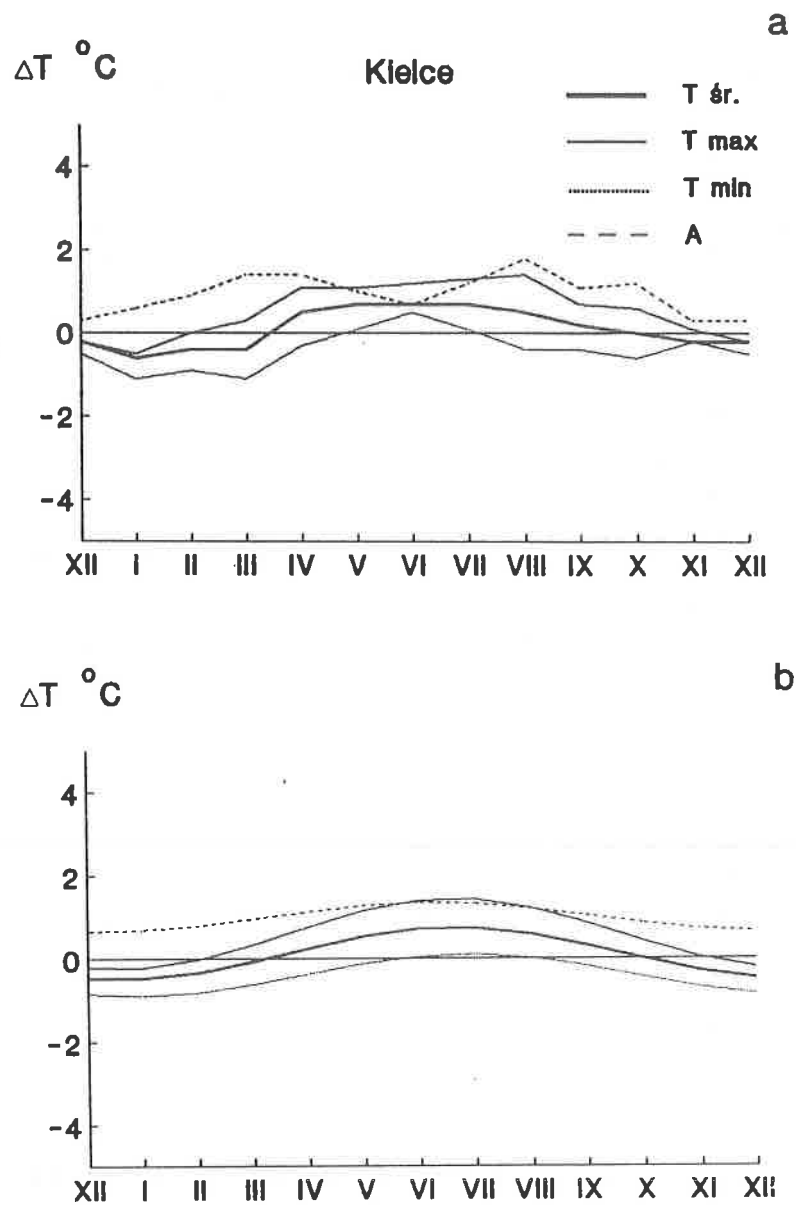 a
ΔT °C
Kielce
T śr.
T max
T min
A
4
2
0
-2
-4
XII I II III IV V VI VII VIII IX X XI XII
b
ΔT °C
4
2
0
-2
-4
XII I II III IV V VI VII VIII IX X XI XII